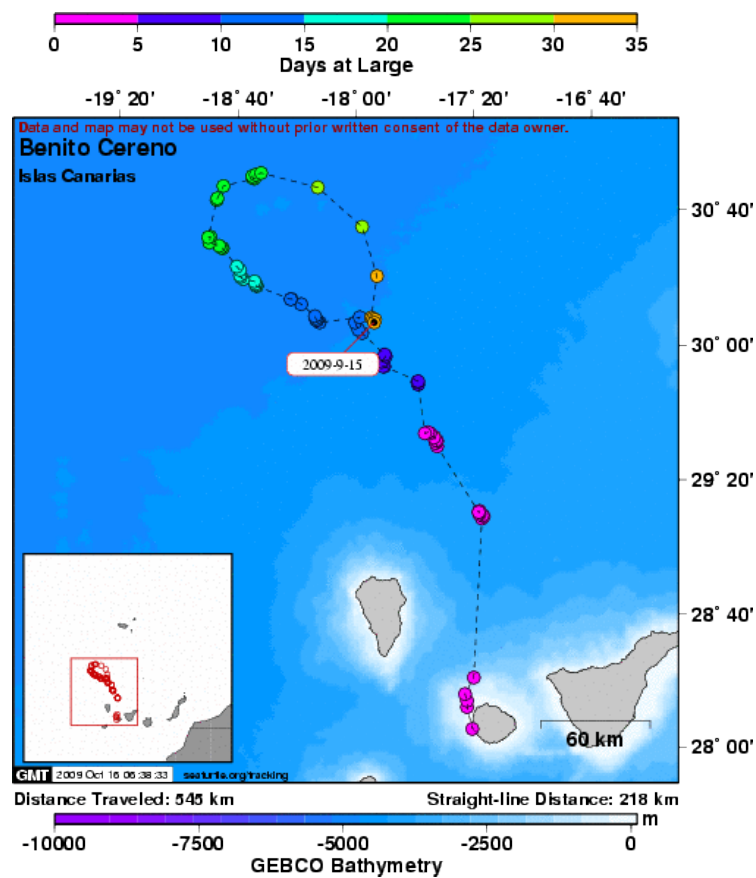 0 5 10 15 20 25 30 35
Days at Large
-19° 20' -18° 40' -18° 00' -17° 20' -16° 40'
Data and map may not be used without prior written consent of the data owner.
Benito Cereno
Islas Canarias
30° 40'
30° 00'
2009-9-15
29° 20'
28° 40'
60 km
28° 00'
GMT 2009 Oct 16 06:38:33 seaturtle.org/tracking
Distance Traveled: 545 km Straight-line Distance: 218 km
m
-10000 -7500 -5000 -2500 0
GEBCO Bathymetry